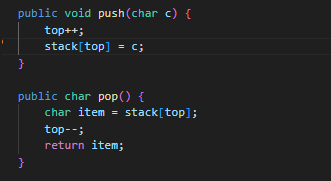 public void push(char c) {
    top++;
    stack[top] = c;
}

public char pop() {
    char item = stack[top];
    top--;
    return item;
}